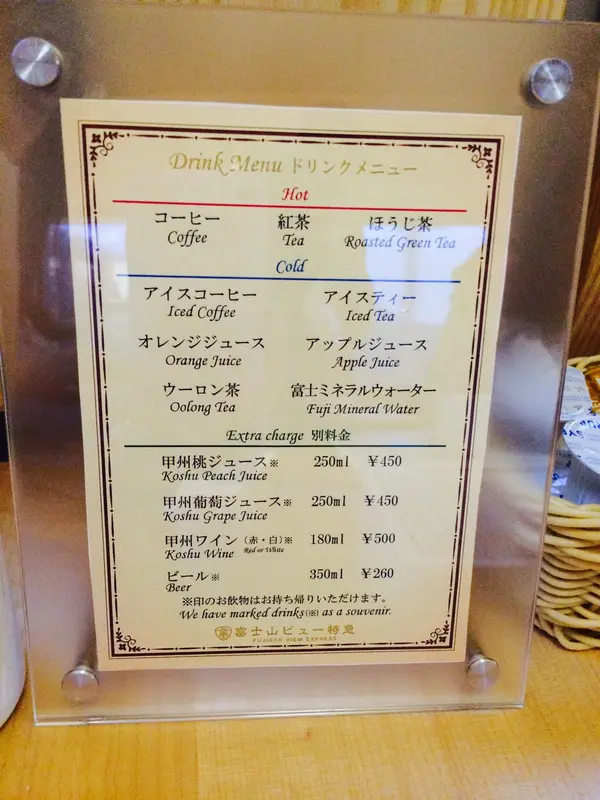 Drink Menu ドリンクメニュー
Hot
コーヒー 紅茶 ほうじ茶
Coffee Tea Roasted Green Tea
Cold
アイスコーヒー アイスティー
Iced Coffee Iced Tea
オレンジジュース アップルジュース
Orange Juice Apple Juice
ウーロン茶 富士ミネラルウォーター
Oolong Tea Fuji Mineral Water
Extra charge 別料金
甲州桃ジュース※ 250ml ¥450
Koshu Peach Juice
甲州葡萄ジュース※ 250ml ¥450
Koshu Grape Juice
甲州ワイン (赤・白)※ 180ml ¥500
Koshu Wine Red or White
ビール※ 350ml ¥260
Beer
※印のお飲物はお持ち帰りいただけます。
We have marked drinks(※) as a souvenir.
富士山ビュー特急
FUJISAN VIEW EXPRESS